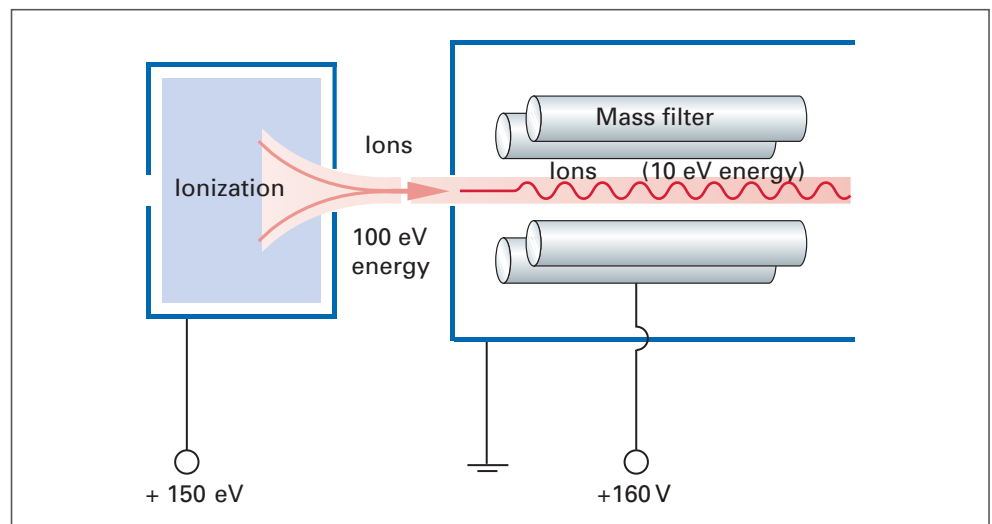 Mass filter
Ions
Ions (10 eV energy)
Ionization
100 eV
energy
+ 150 eV
+160 V